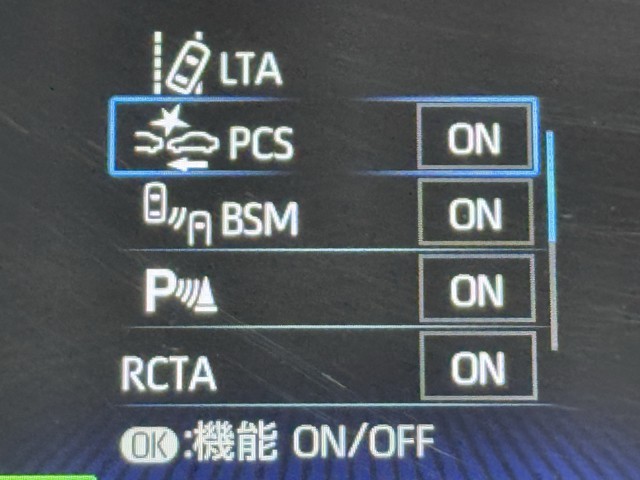 LTA
PCS ON
BSM ON
P ON
RCTA ON
OK:機能 ON/OFF